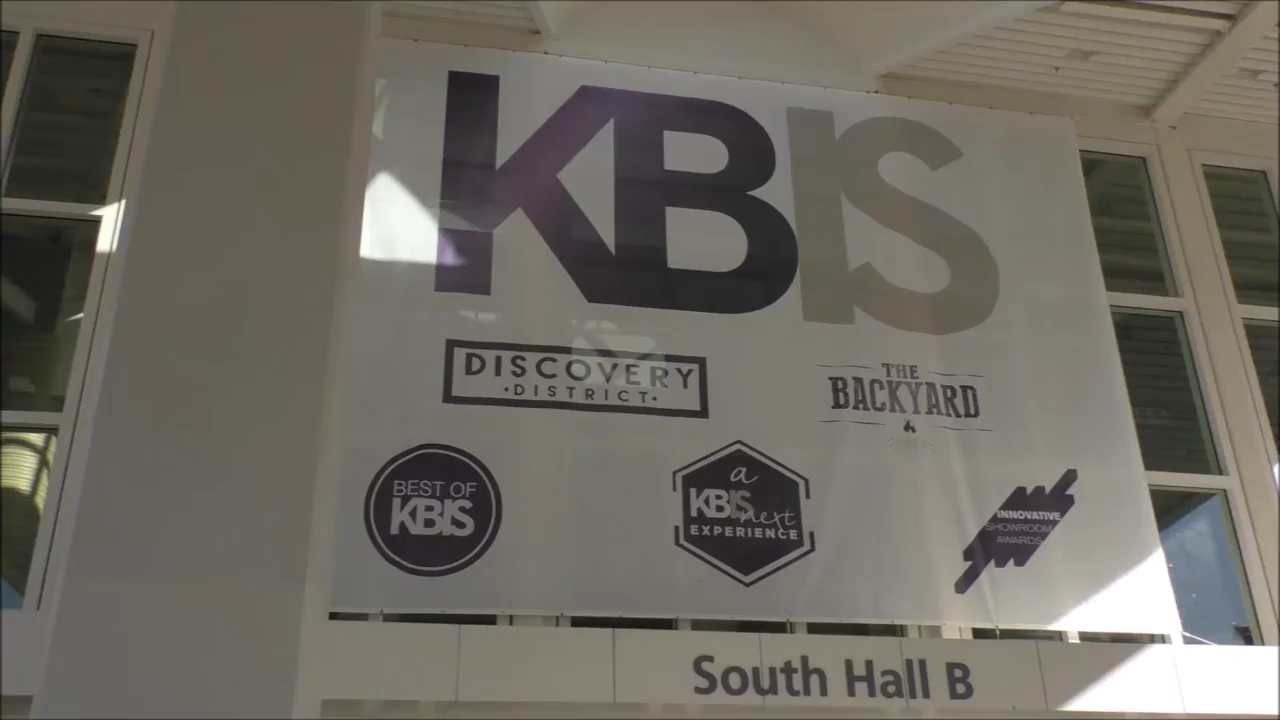 KBIS
DISCOVERY
·DISTRICT·
THE
BACKYARD
BEST OF
KBIS
a
KBIS next
EXPERIENCE
INNOVATIVE
SHOWROOM
AWARDS
South Hall B